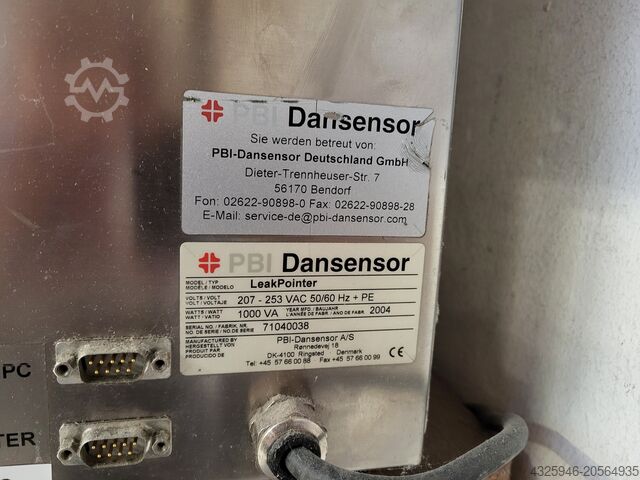 PBI Dansensor
Sie werden betreut von:
PBI-Dansensor Deutschland GmbH
Dieter-Trennheuser-Str. 7
56170 Bendorf
Fon: 02622-90898-0 Fax: 02622-90898-28
E-Mail: service-de@pbi-dansensor.com
PBI Dansensor
MODEL / TYP
MODÈLE / MODELO
LeakPointer
VOLTS / VOLT
VOLT / VOLTAJE
207 - 253 VAC 50/60 Hz + PE
WATTS / WATT
WATT / VATIO
1000 VA
YEAR MFD. / BAUJAHR
L'ANNÉE DE FABR. / ANO DE FABR.
2004
SERIAL NO. / FABRIK. NR.
NO. DE SERIE / NO. DE SERIE
71040038
MANUFACTURED BY
HERGESTELLT VON
PRODUIT PAR
PRODUCIDO DE
PBI-Dansensor A/S
Rønnedevej 18
DK-4100 Ringsted Denmark
Tel: +45 57 66 00 88 Fax +45 57 66 00 99
CE
PC
TER
4325946-20564935